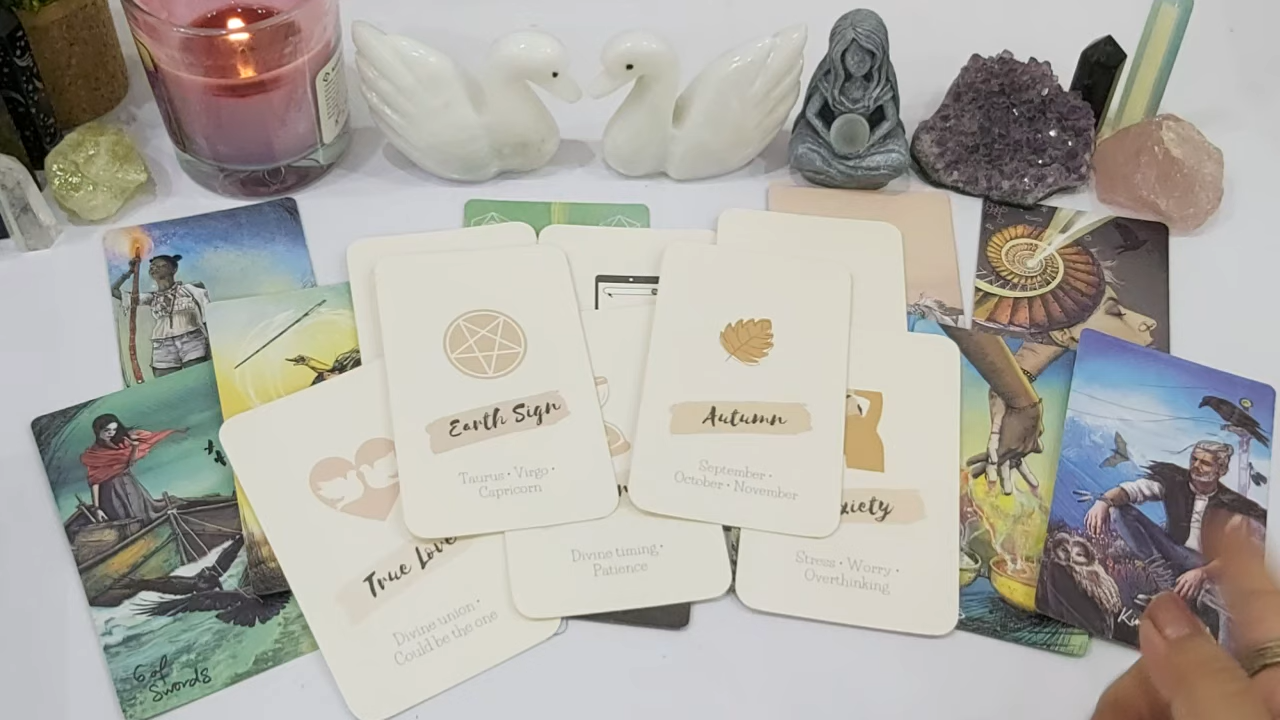 Earth Sign
Taurus • Virgo •
Capricorn
Autumn
September •
October • November
True Love
Divine union •
Could be the one
Divine timing •
Patience
xiety
Stress • Worry •
Overthinking
6 of
Swords